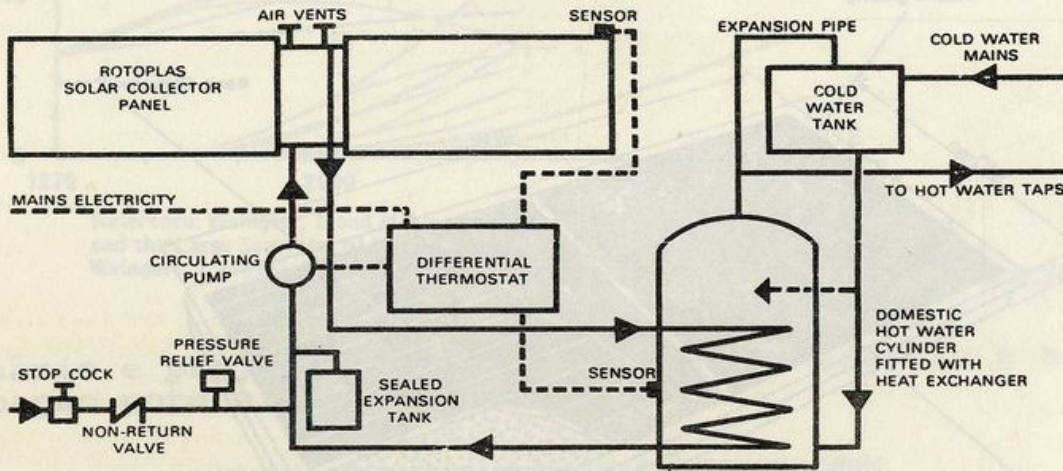 AIR VENTS
SENSOR
EXPANSION PIPE
COLD WATER
MAINS
ROTOPLAS
SOLAR COLLECTOR
PANEL
COLD
WATER
TANK
MAINS ELECTRICITY
TO HOT WATER TAPS
CIRCULATING
PUMP
DIFFERENTIAL
THERMOSTAT
PRESSURE
RELIEF VALVE
STOP COCK
NON-RETURN
VALVE
SEALED
EXPANSION
TANK
SENSOR
DOMESTIC
HOT WATER
CYLINDER
FITTED WITH
HEAT EXCHANGER